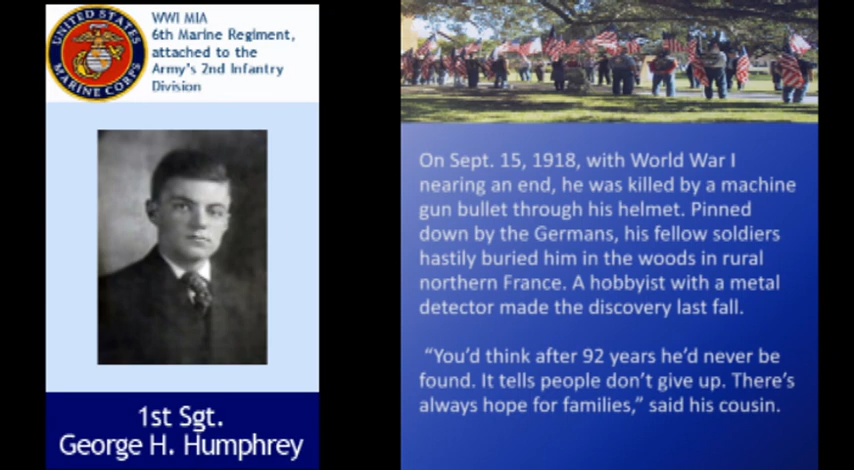 UNITED STATES
MARINE CORPS
WWI MIA
6th Marine Regiment,
attached to the
Army's 2nd Infantry
Division
1st Sgt.
George H. Humphrey
On Sept. 15, 1918, with World War I
nearing an end, he was killed by a machine
gun bullet through his helmet. Pinned
down by the Germans, his fellow soldiers
hastily buried him in the woods in rural
northern France. A hobbyist with a metal
detector made the discovery last fall.
“You’d think after 92 years he’d never be
found. It tells people don’t give up. There’s
always hope for families,” said his cousin.